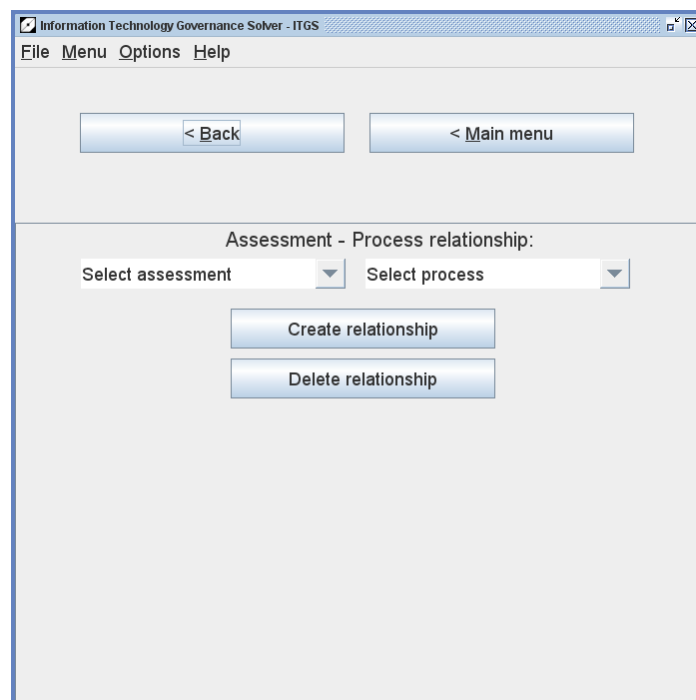 Information Technology Governance Solver - ITGS
File Menu Options Help
< Back < Main menu
Assessment - Process relationship:
Select assessment Select process
Create relationship
Delete relationship